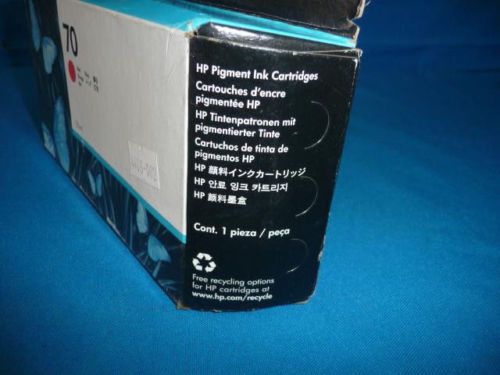 70
HP Pigment Ink Cartridges
Cartouches d'encre
pigmentée HP
HP Tintenpatronen mit
pigmentierter Tinte
Cartuchos de tinta de
pigmentos HP
HP 顔料インクカートリッジ
HP 안료 잉크 카트리지
HP 顏料墨盒
Cont. 1 pieza / peça
Free recycling options
for HP cartridges at
www.hp.com/recycle